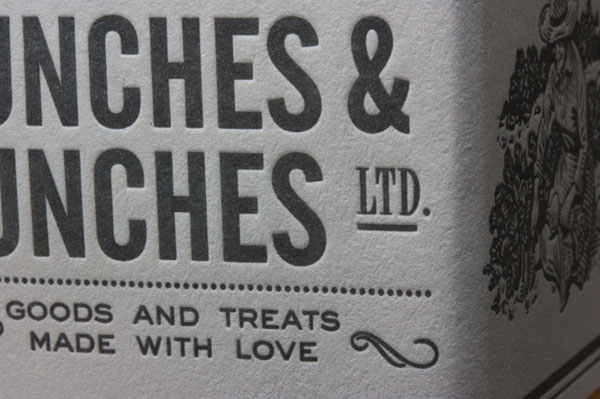 UNCHES &
UNCHES LTD.
GOODS AND TREATS
MADE WITH LOVE